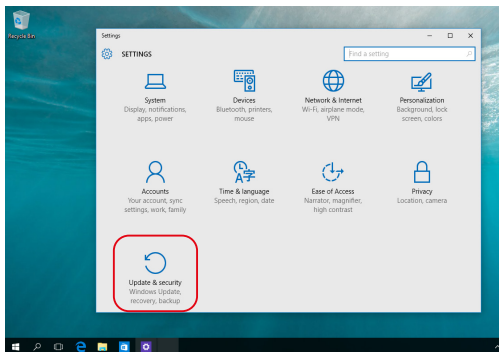 Recycle Bin
Settings
SETTINGS
Find a setting
System
Display, notifications,
apps, power
Devices
Bluetooth, printers,
mouse
Network & Internet
Wi-Fi, airplane mode,
VPN
Personalization
Background, lock
screen, colors
Accounts
Your account, sync
settings, work, family
Time & language
Speech, region, date
Ease of Access
Narrator, magnifier,
high contrast
Privacy
Location, camera
Update & security
Windows Update,
recovery, backup